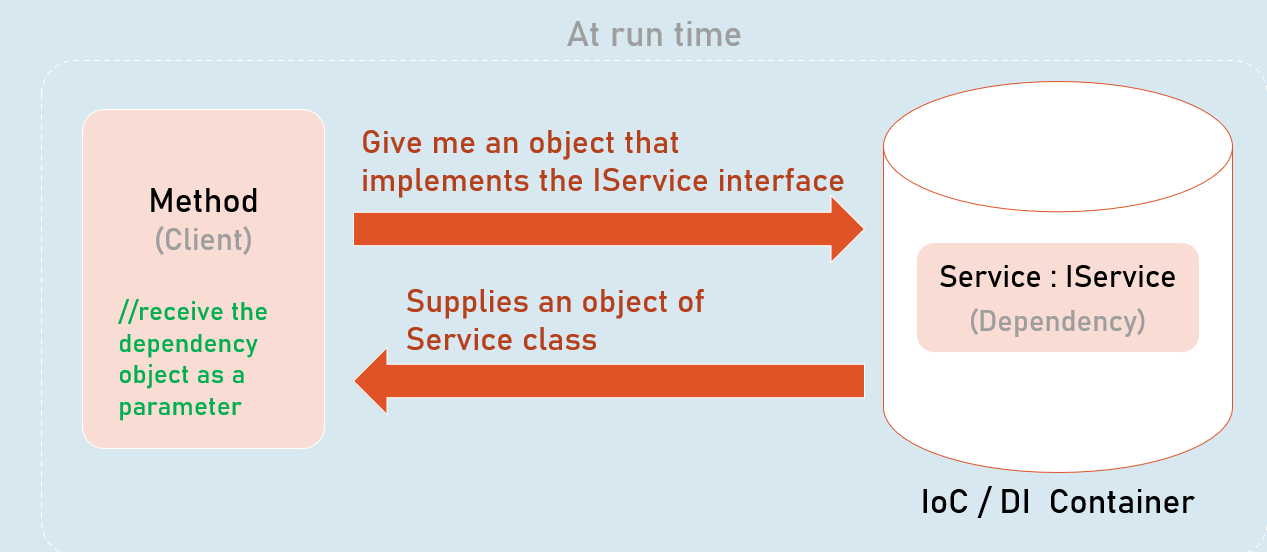 At run time
Give me an object that
implements the IService interface
Method
(Client)
//receive the
dependency
object as a
parameter
Supplies an object of
Service class
Service : IService
(Dependency)
IoC / DI Container